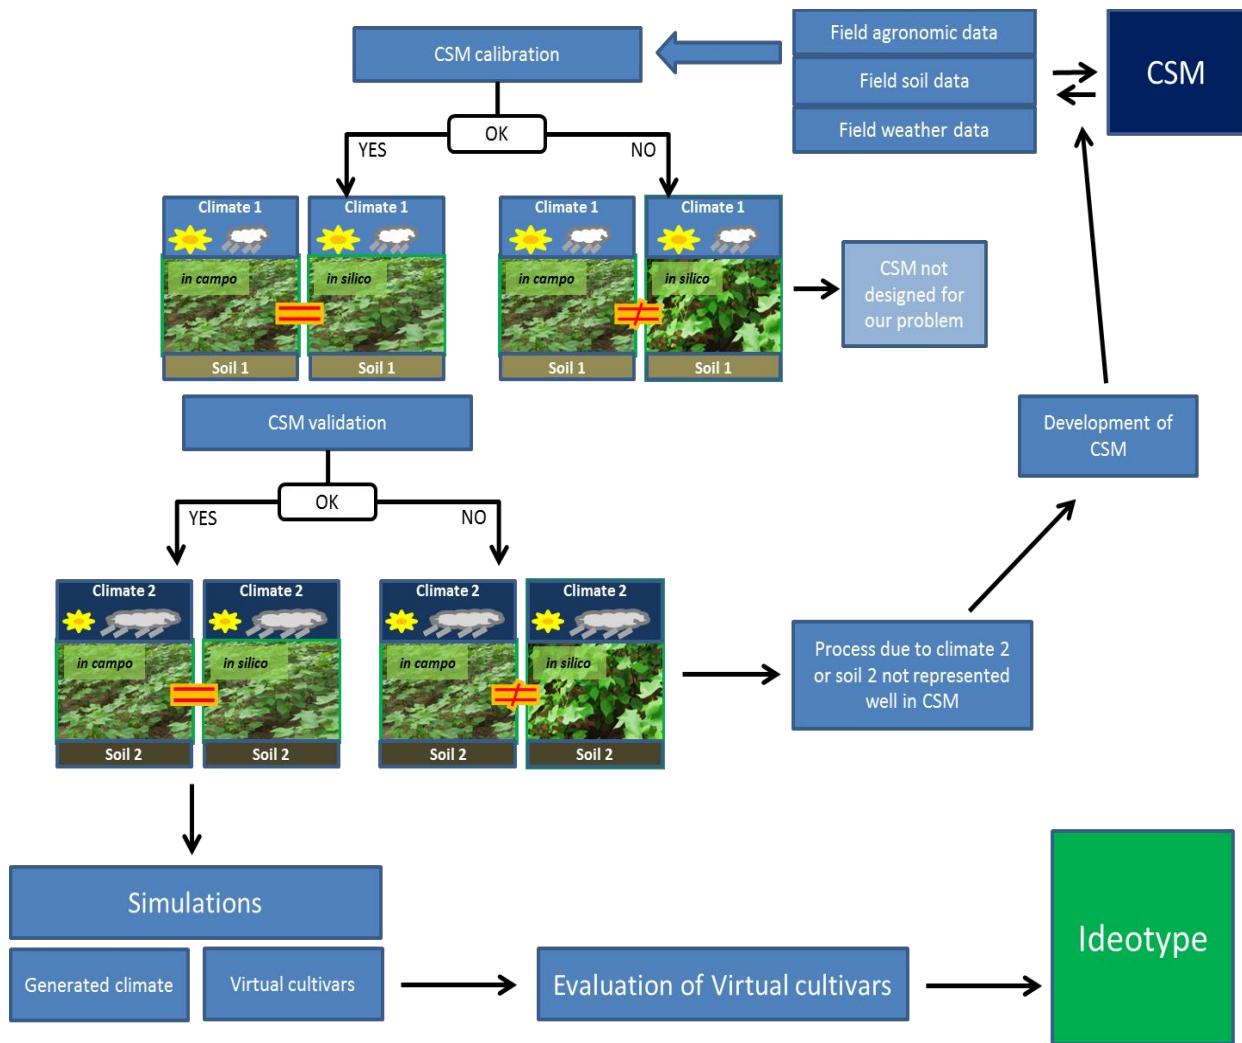 Field agronomic data
CSM calibration
Field soil data
CSM
Field weather data
OK
YES
NO
Climate 1
Climate 1
Climate 1
Climate 1
in campo
in silico
in campo
in silico
CSM not
designed for
our problem
Soil 1
Soil 1
Soil 1
Soil 1
CSM validation
Development of
CSM
OK
YES
NO
Climate 2
Climate 2
Climate 2
Climate 2
in campo
in silico
in campo
in silico
Process due to climate 2
or soil 2 not represented
well in CSM
Soil 2
Soil 2
Soil 2
Soil 2
Simulations
Generated climate
Virtual cultivars
Evaluation of Virtual cultivars
Ideotype